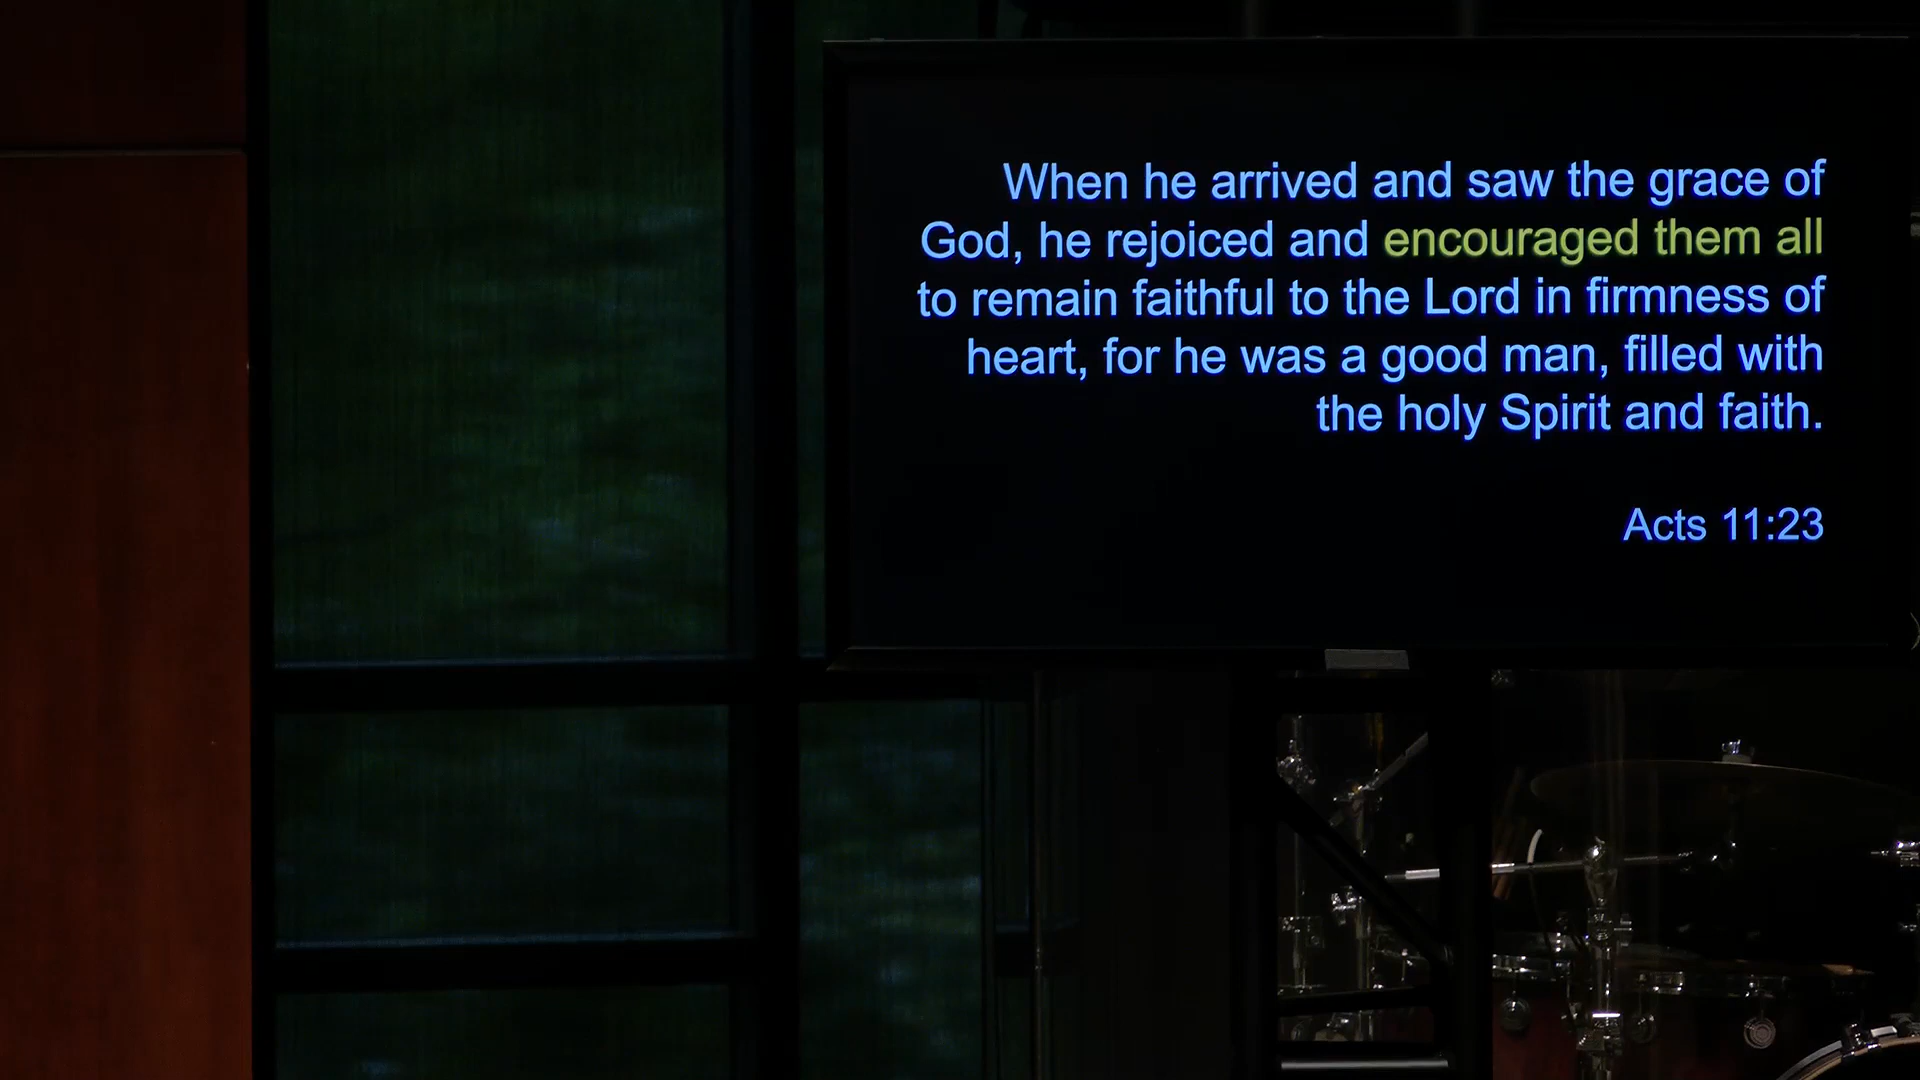 When he arrived and saw the grace of
God, he rejoiced and encouraged them all
to remain faithful to the Lord in firmness of
heart, for he was a good man, filled with
the holy Spirit and faith.
Acts 11:23